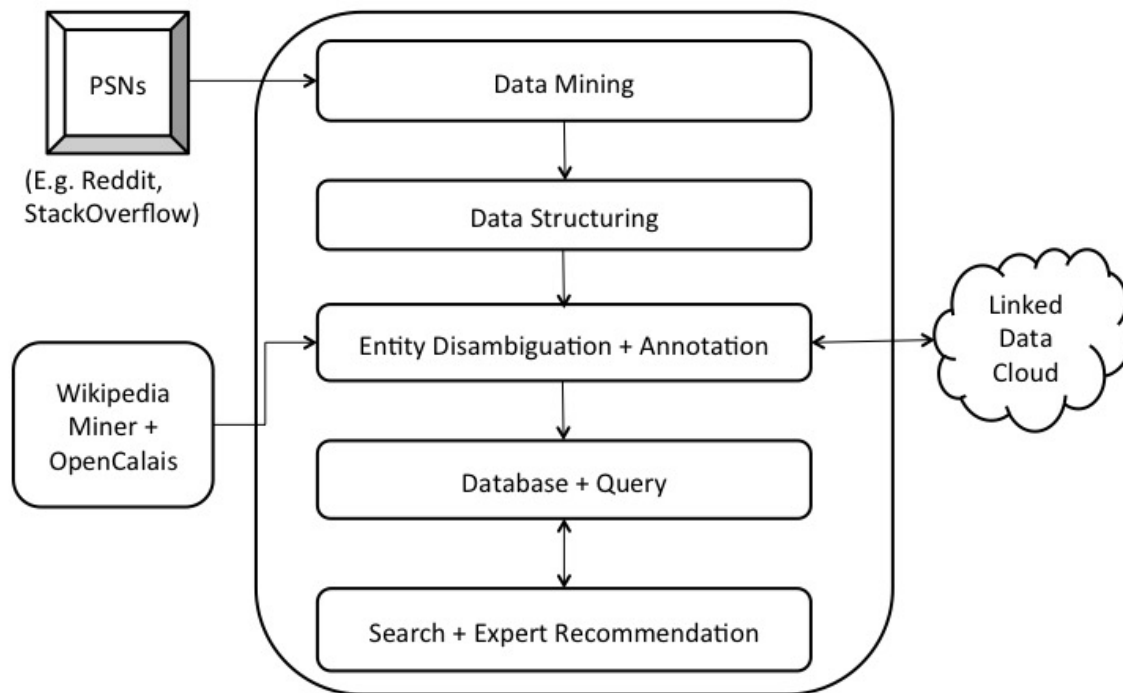 PSNs
(E.g. Reddit,
StackOverflow)
Data Mining
Data Structuring
Entity Disambiguation + Annotation
Linked
Data
Cloud
Wikipedia
Miner +
OpenCalais
Database + Query
Search + Expert Recommendation